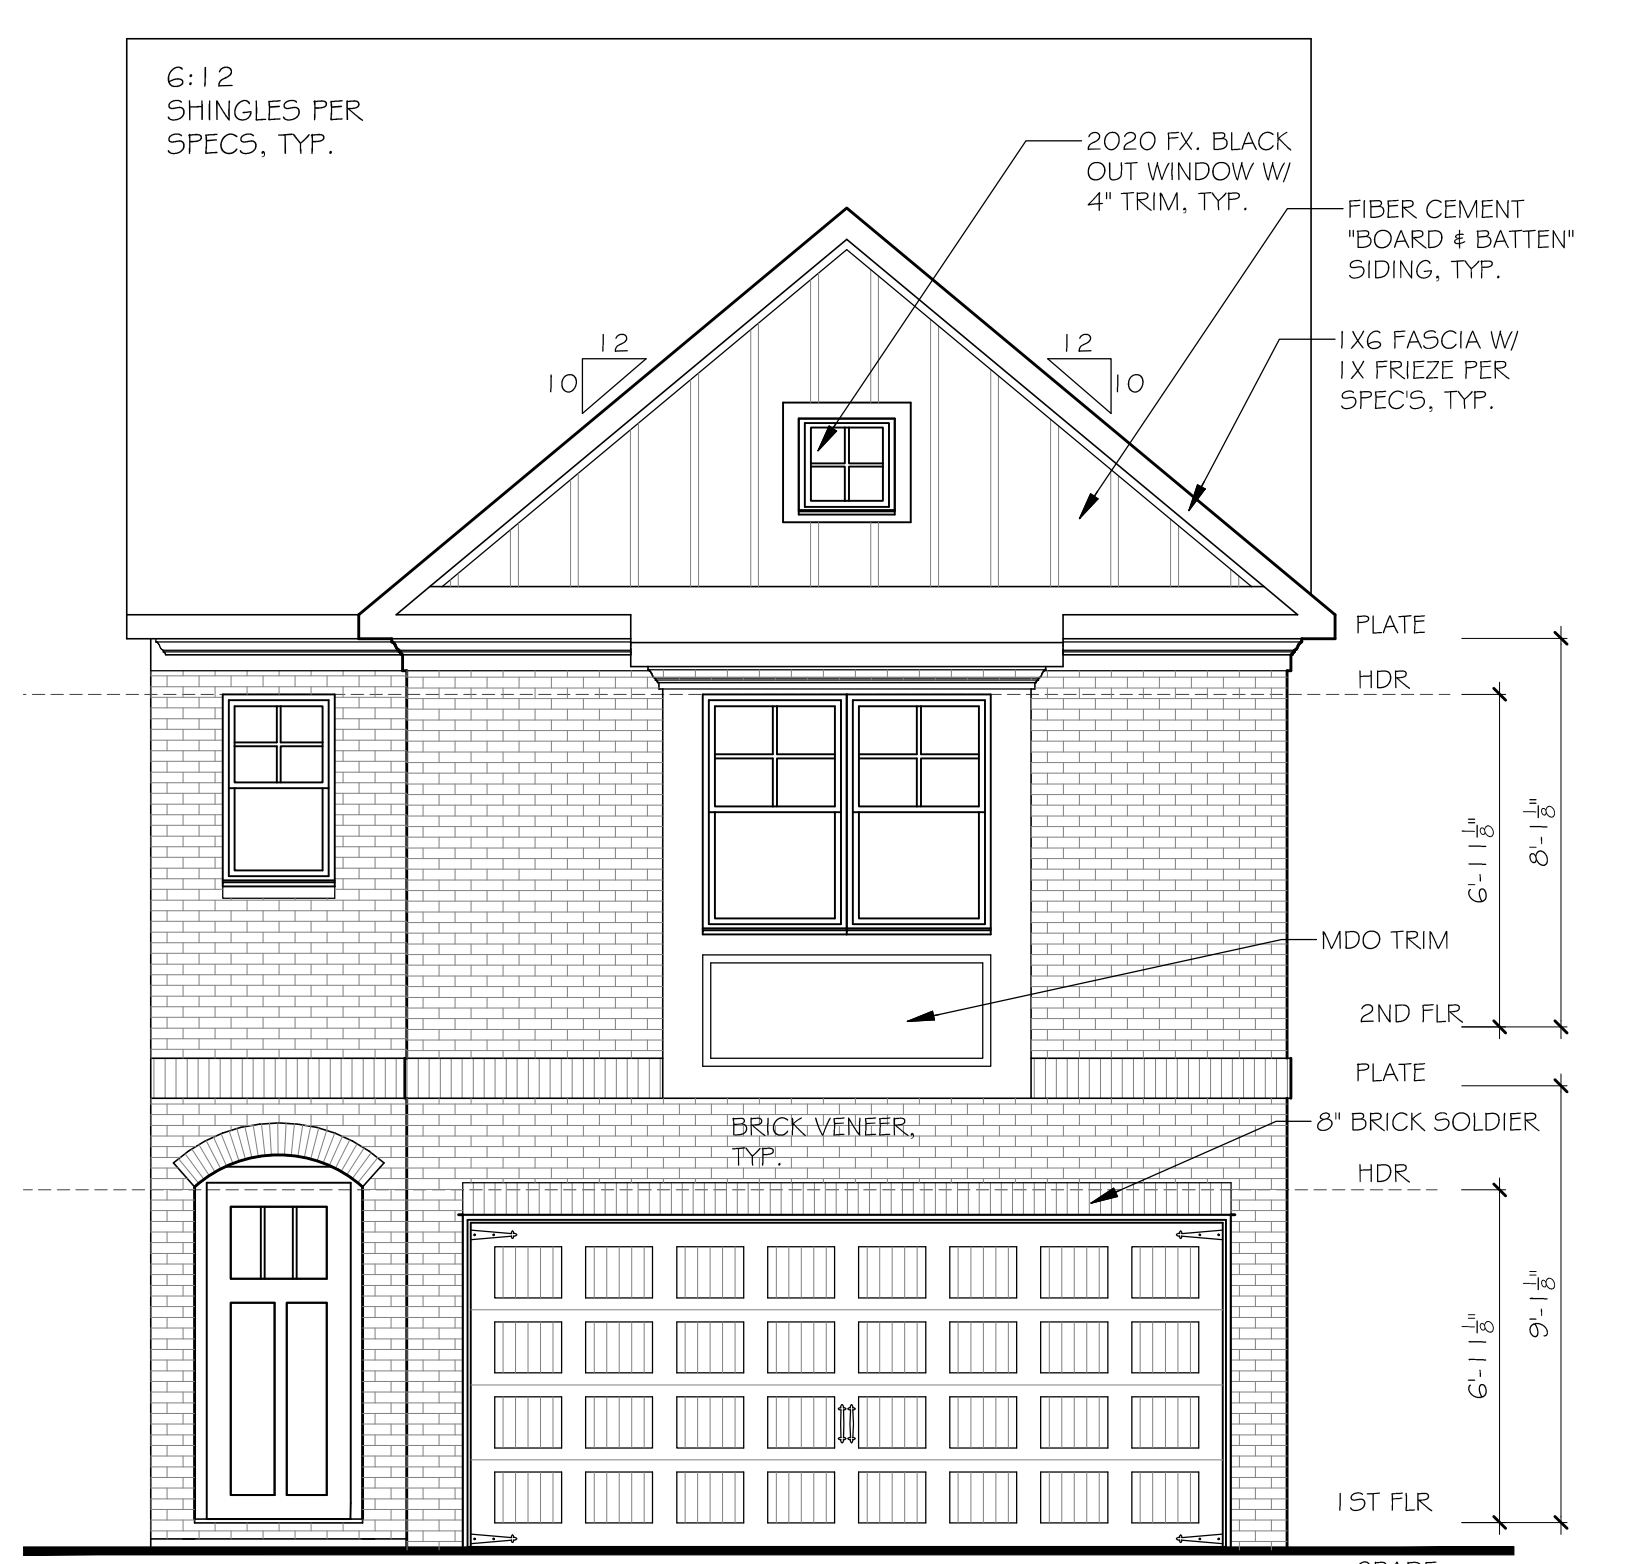 6:12
SHINGLES PER
SPECS, TYP.
2020 FX. BLACK
OUT WINDOW W/
4" TRIM, TYP.
FIBER CEMENT
"BOARD & BATTEN"
SIDING, TYP.
12
10
12
10
1X6 FASCIA W/
1X FRIEZE PER
SPEC'S, TYP.
PLATE
HDR
6'-11 1/8"
8'-1 1/8"
MDO TRIM
2ND FLR
PLATE
8" BRICK SOLDIER
BRICK VENEER,
TYP.
HDR
6'-11 1/8"
9'-1 1/8"
1ST FLR